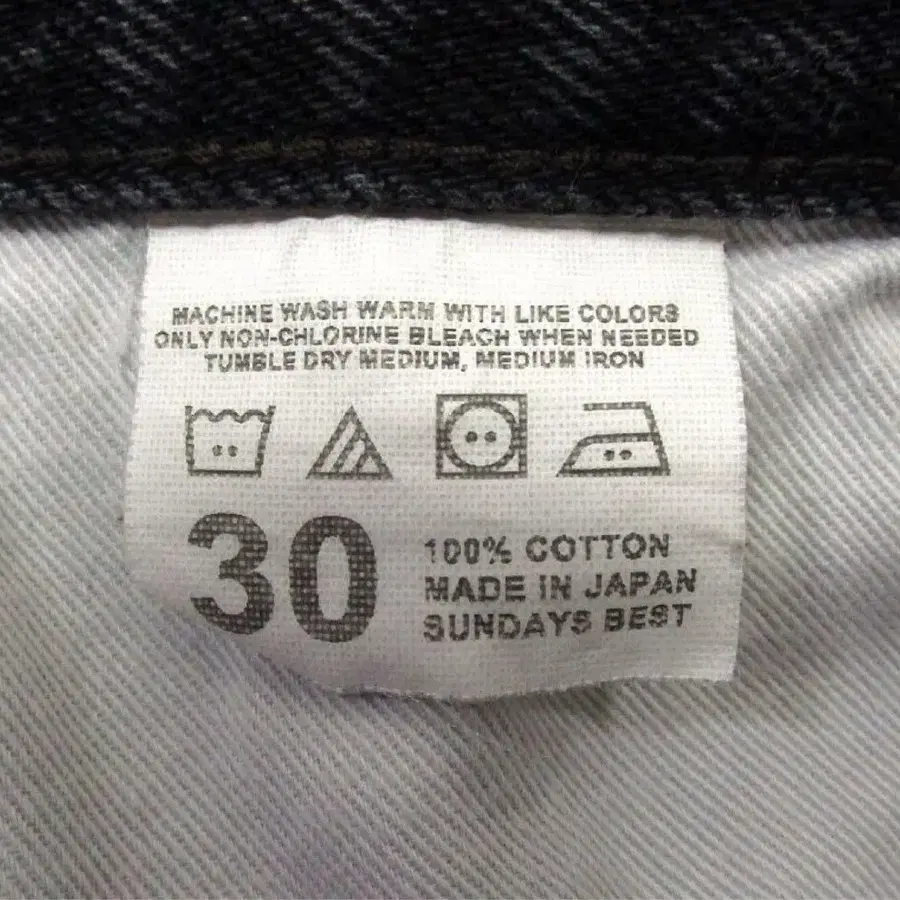 MACHINE WASH WARM WITH LIKE COLORS
ONLY NON-CHLORINE BLEACH WHEN NEEDED
TUMBLE DRY MEDIUM, MEDIUM IRON
30
100% COTTON
MADE IN JAPAN
SUNDAYS BEST